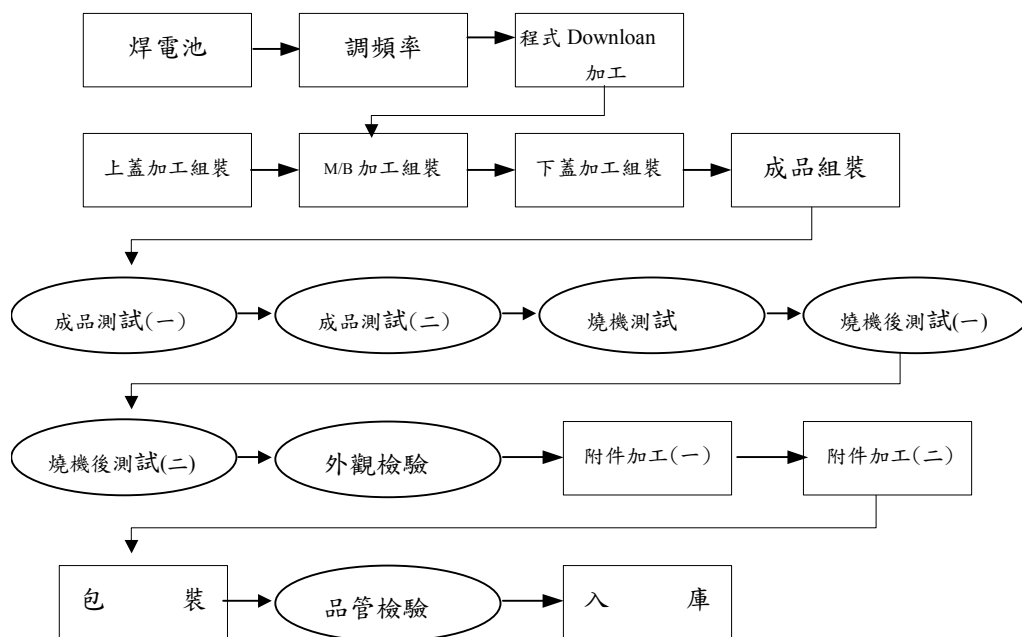 焊電池
調頻率
程式 Downloan
加工
上蓋加工組裝
M/B 加工組裝
下蓋加工組裝
成品組裝
成品測試(一)
成品測試(二)
燒機測試
燒機後測試(一)
燒機後測試(二)
外觀檢驗
附件加工(一)
附件加工(二)
包 裝
品管檢驗
入 庫